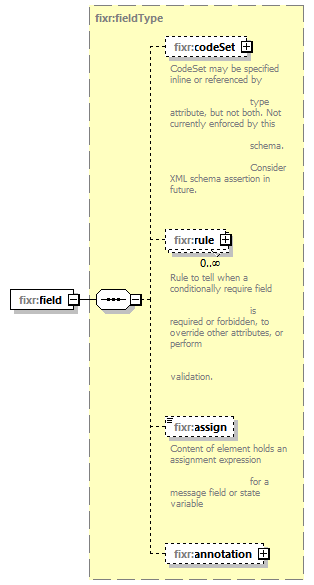 fixr:fieldType
fixr:codeSet
CodeSet may be specified
inline or referenced by
type
attribute, but not both. Not
currently enforced by this
schema.
Consider
XML schema assertion in
future.
fixr:rule
0..∞
Rule to tell when a
conditionally require field
is
required or forbidden, to
override other attributes, or
perform
validation.
fixr:field
fixr:assign
Content of element holds an
assignment expression
for a
message field or state
variable
fixr:annotation